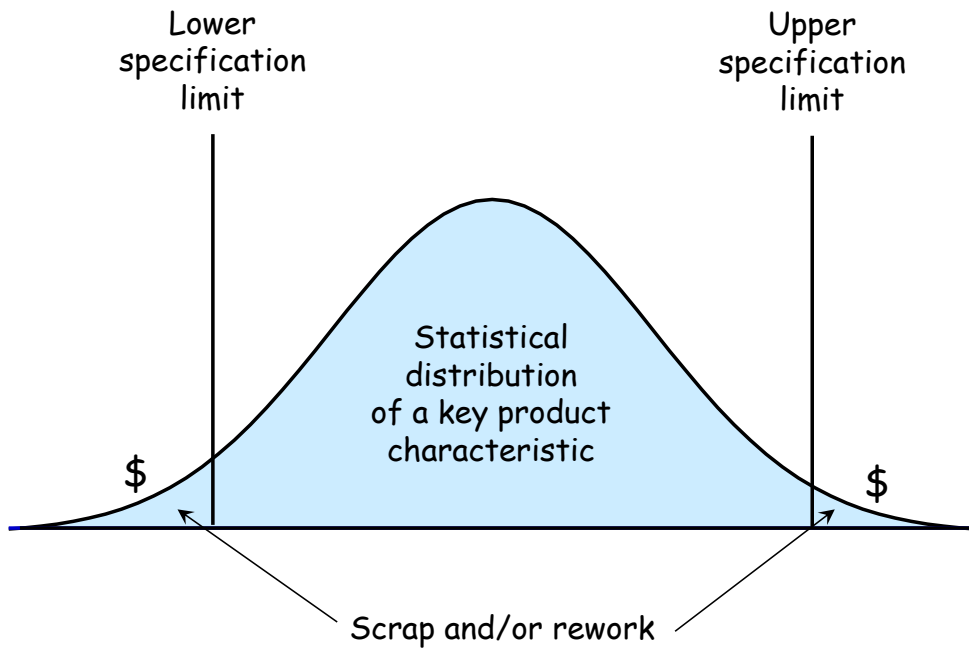 Lower
specification
limit
Upper
specification
limit
Statistical
distribution
of a key product
characteristic
$
$
Scrap and/or rework